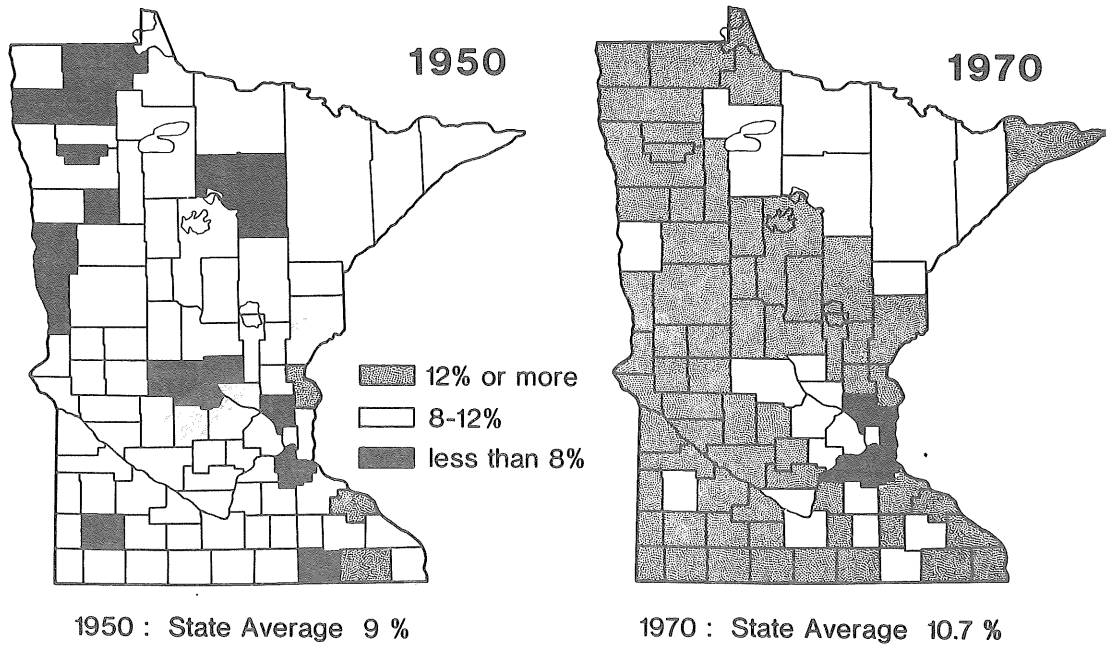 1950
1970
12% or more
8-12%
less than 8%
1950 : State Average 9 %
1970 : State Average 10.7 %